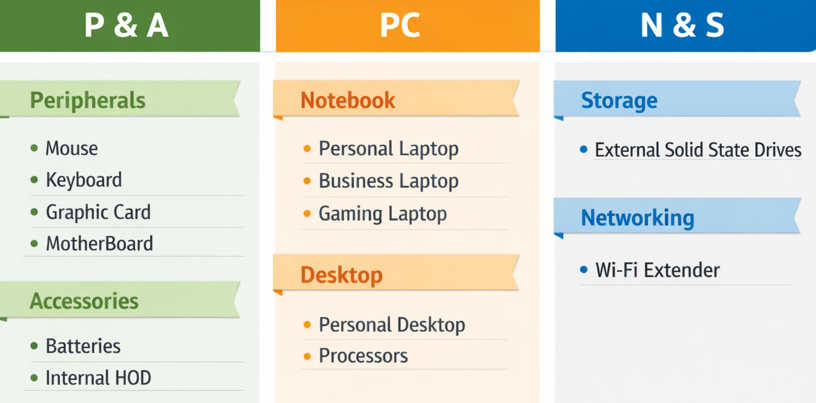 P & A
Peripherals
Mouse
Keyboard
Graphic Card
MotherBoard
Accessories
Batteries
Internal HOD
PC
Notebook
Personal Laptop
Business Laptop
Gaming Laptop
Desktop
Personal Desktop
Processors
N & S
Storage
External Solid State Drives
Networking
Wi-Fi Extender